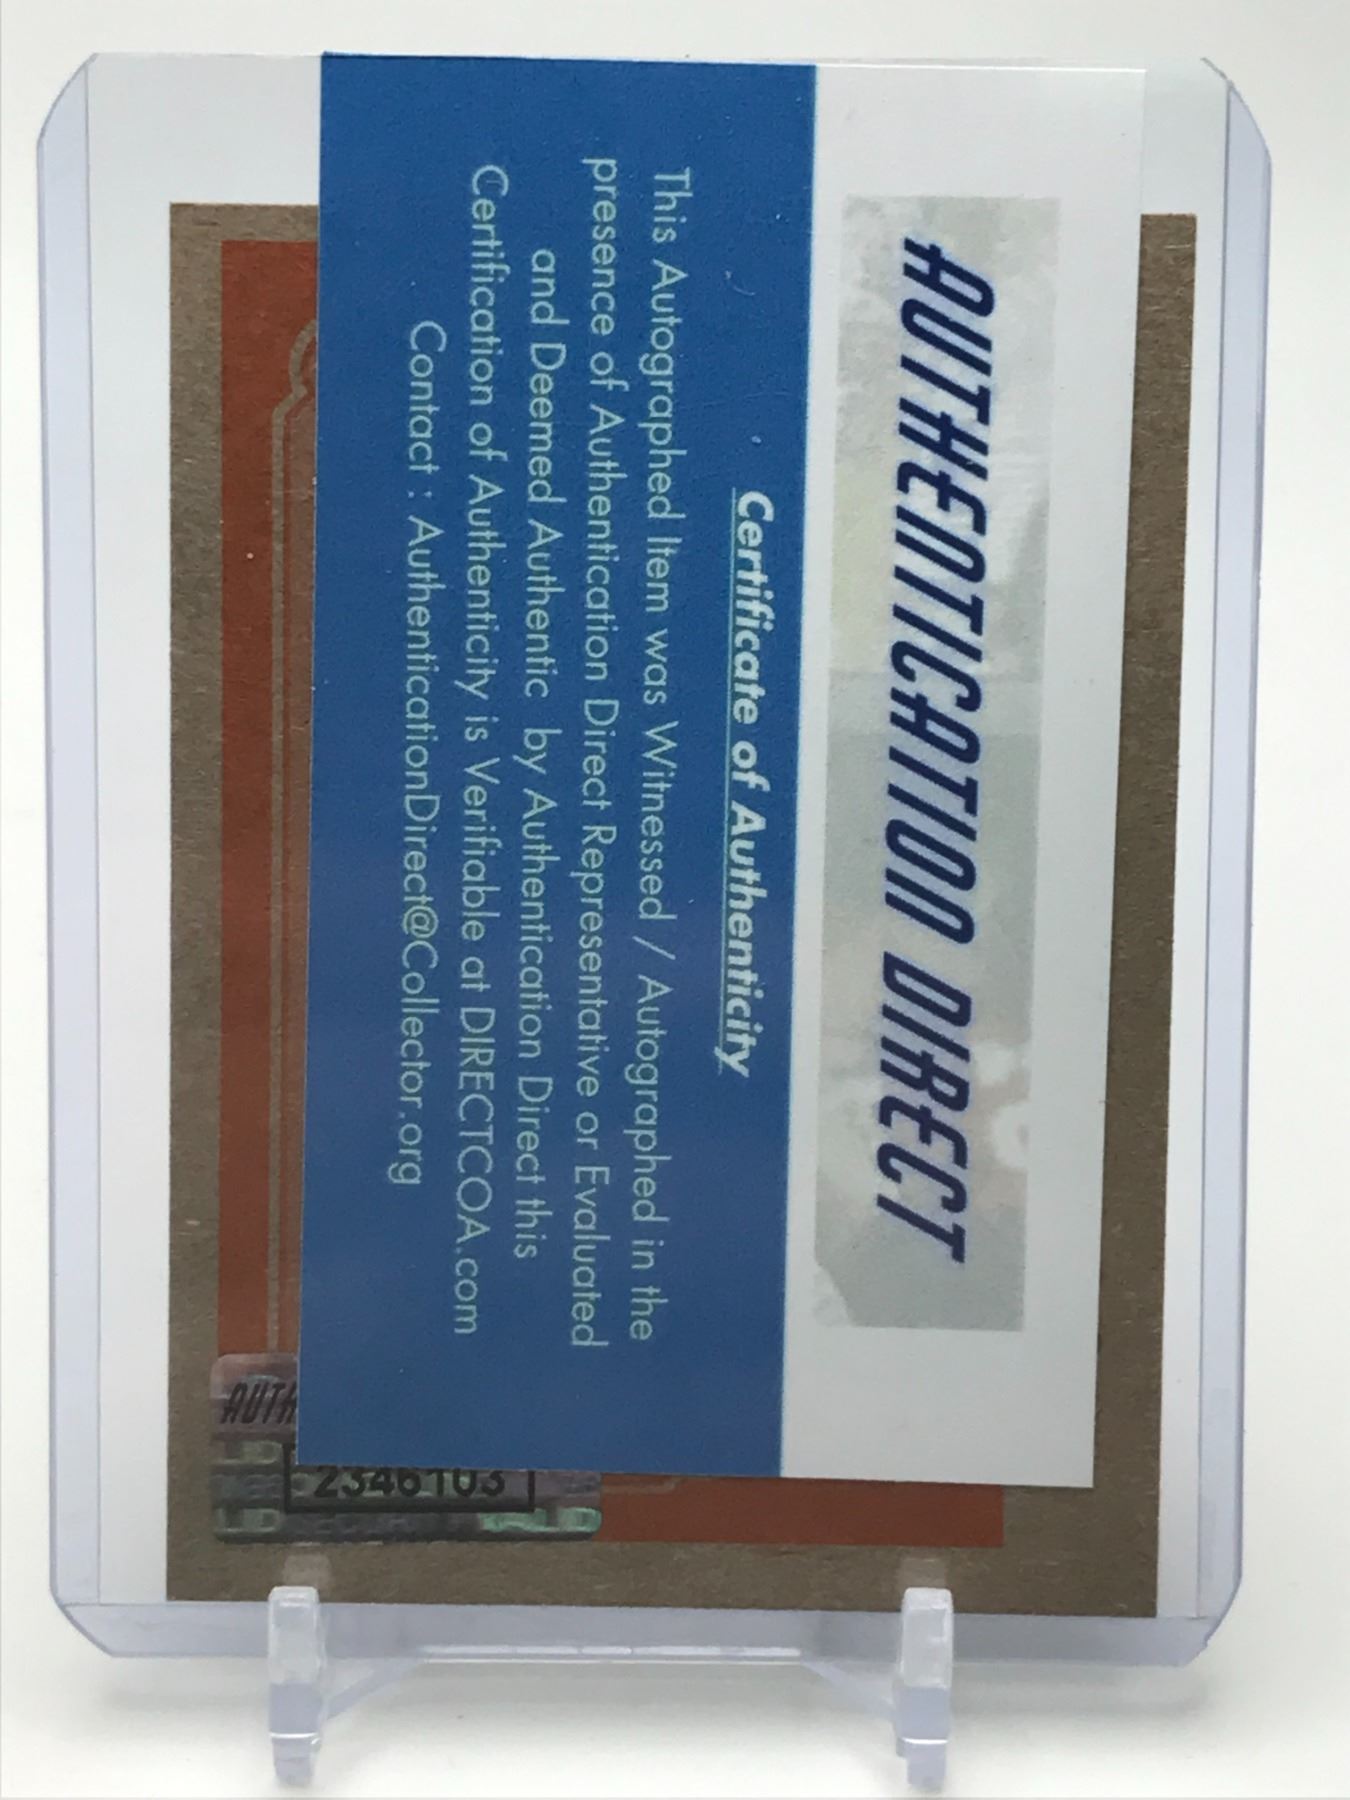 AUTHENTICATION DIRECT
Certificate of Authenticity
This Autographed Item was Witnessed / Autographed in the
presence of Authentication Direct Representative or Evaluated
and Deemed Authentic by Authentication Direct this
Certification of Authenticity is Verifiable at DIRECTCOA.com
Contact : AuthenticationDirect@Collector.org
AUTH
2346103